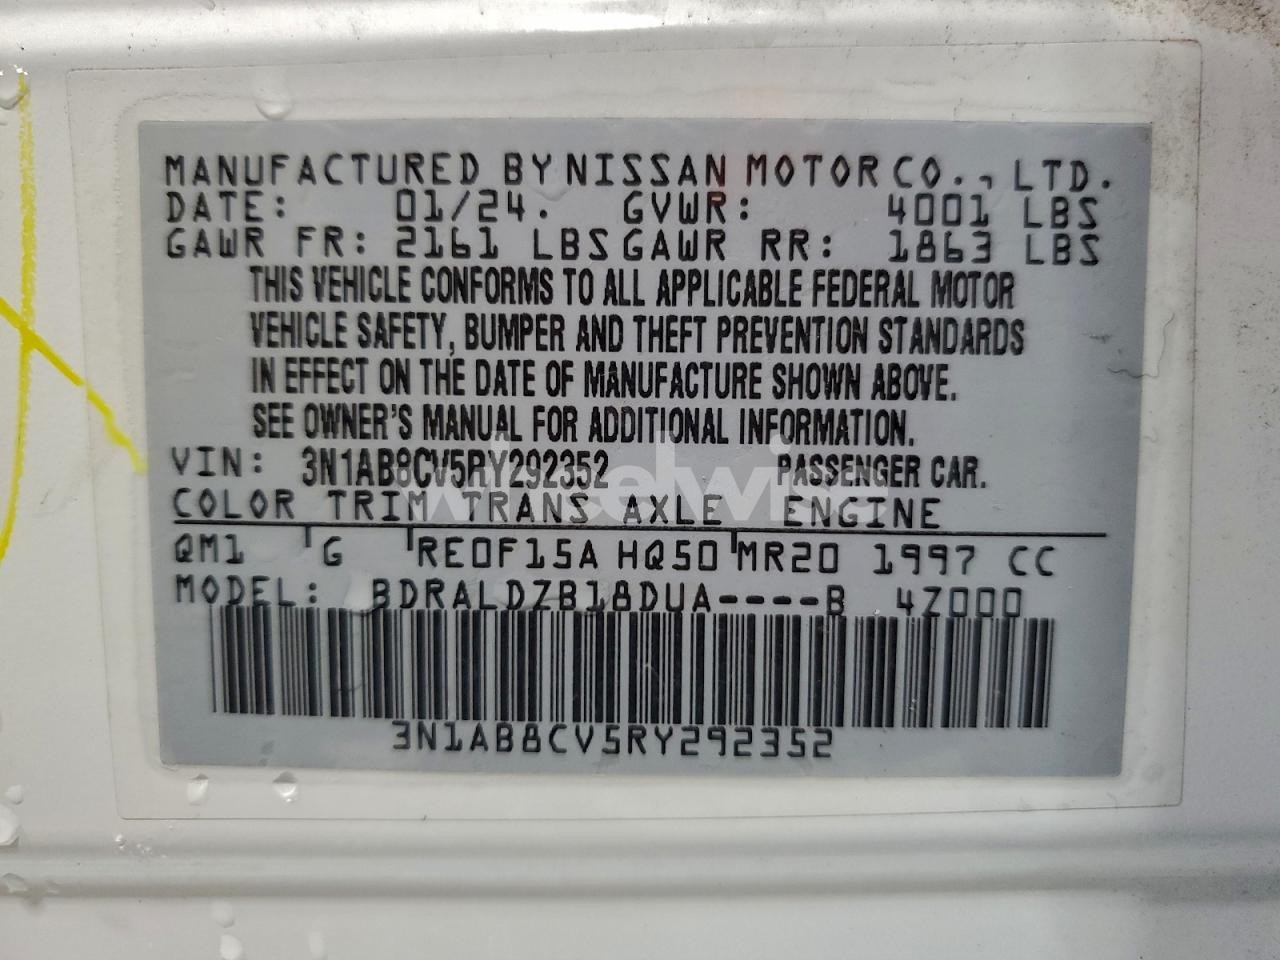 MANUFACTURED BY NISSAN MOTOR CO., LTD.
DATE: 01/24. GVWR: 4001 LBS
GAWR FR: 2161 LBS GAWR RR: 1863 LBS
THIS VEHICLE CONFORMS TO ALL APPLICABLE FEDERAL MOTOR
VEHICLE SAFETY, BUMPER AND THEFT PREVENTION STANDARDS
IN EFFECT ON THE DATE OF MANUFACTURE SHOWN ABOVE.
SEE OWNER'S MANUAL FOR ADDITIONAL INFORMATION.
VIN: 3N1AB8CV5RY292352 PASSENGER CAR.
wheelwise
COLOR TRIM TRANS AXLE ENGINE
QM1 G RE0F15A HQ50 MR20 1997 CC
MODEL: BDRALDZB18DUA----B 4Z000
3N1AB8CV5RY292352